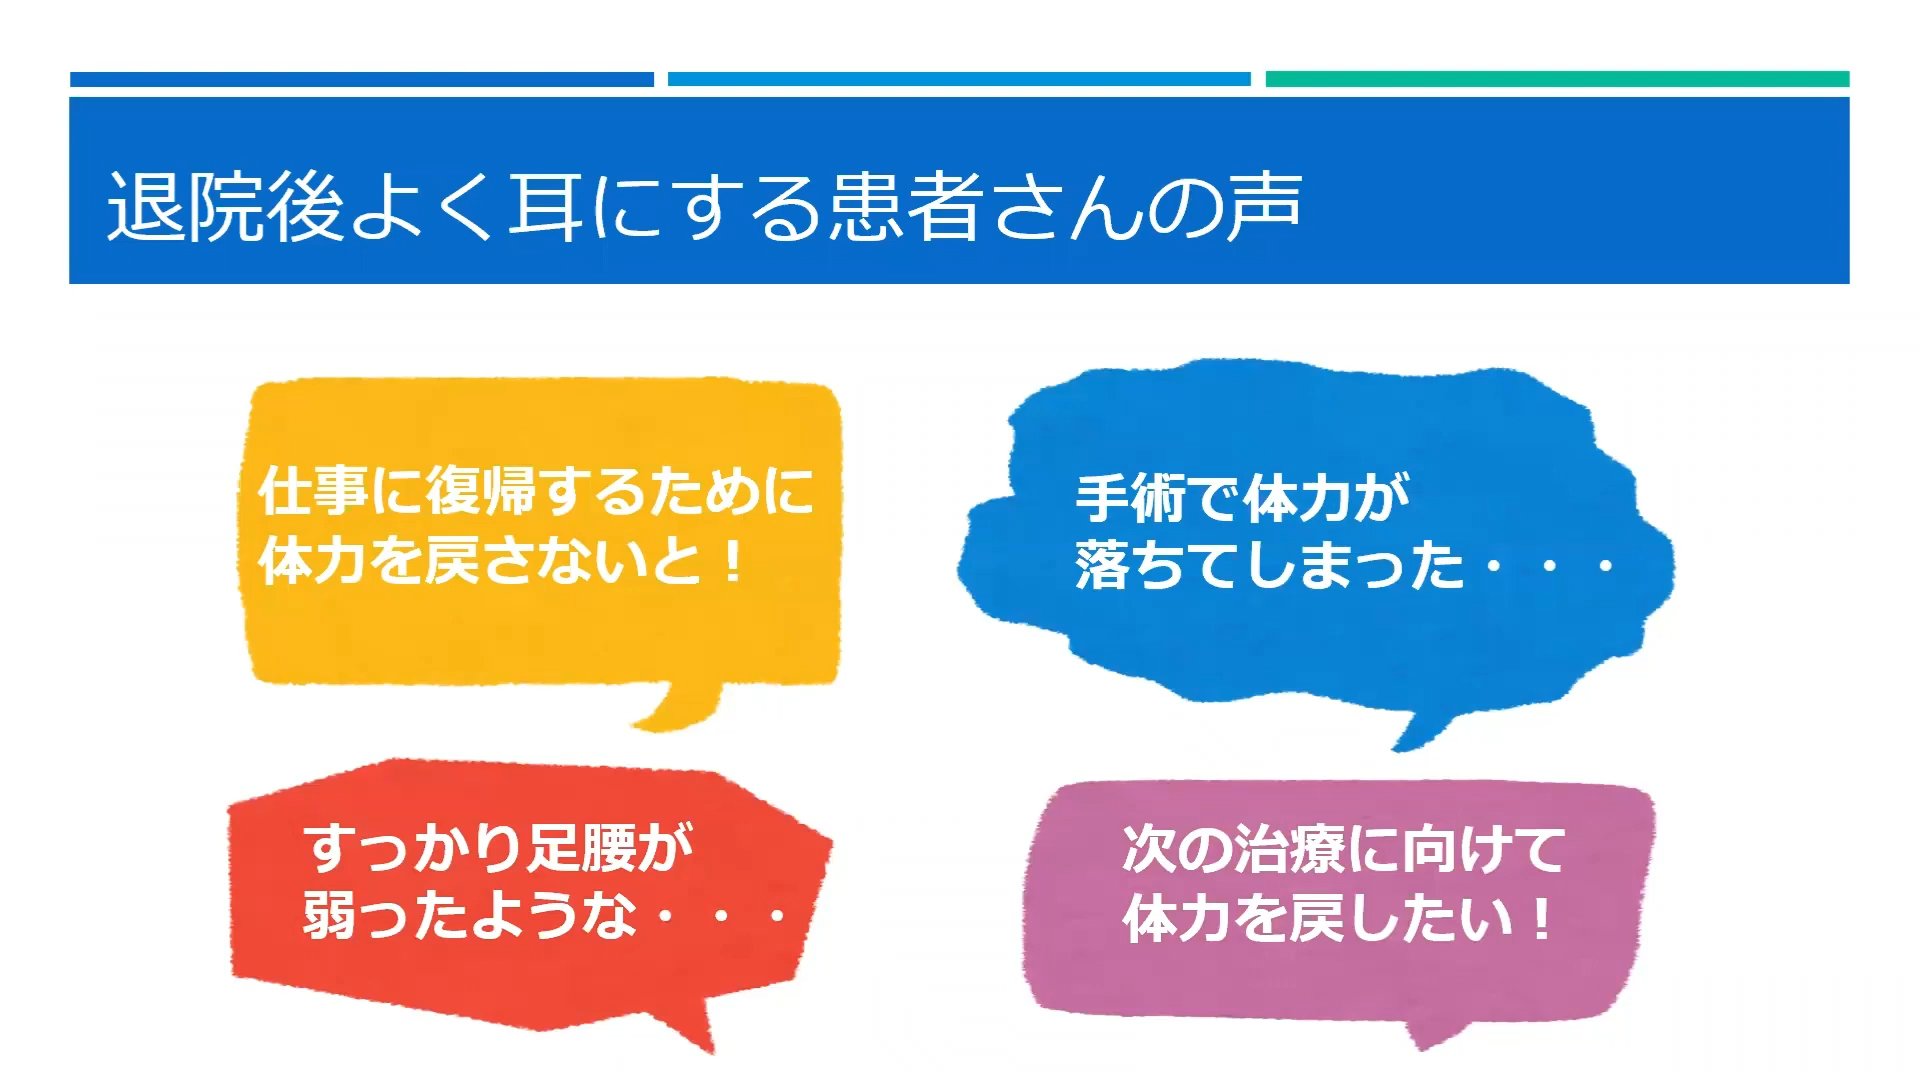 退院後よく耳にする患者さんの声
仕事に復帰するために
体力を戻さないと！
手術で体力が
落ちてしまった・・・
すっかり足腰が
弱ったような・・・
次の治療に向けて
体力を戻したい！